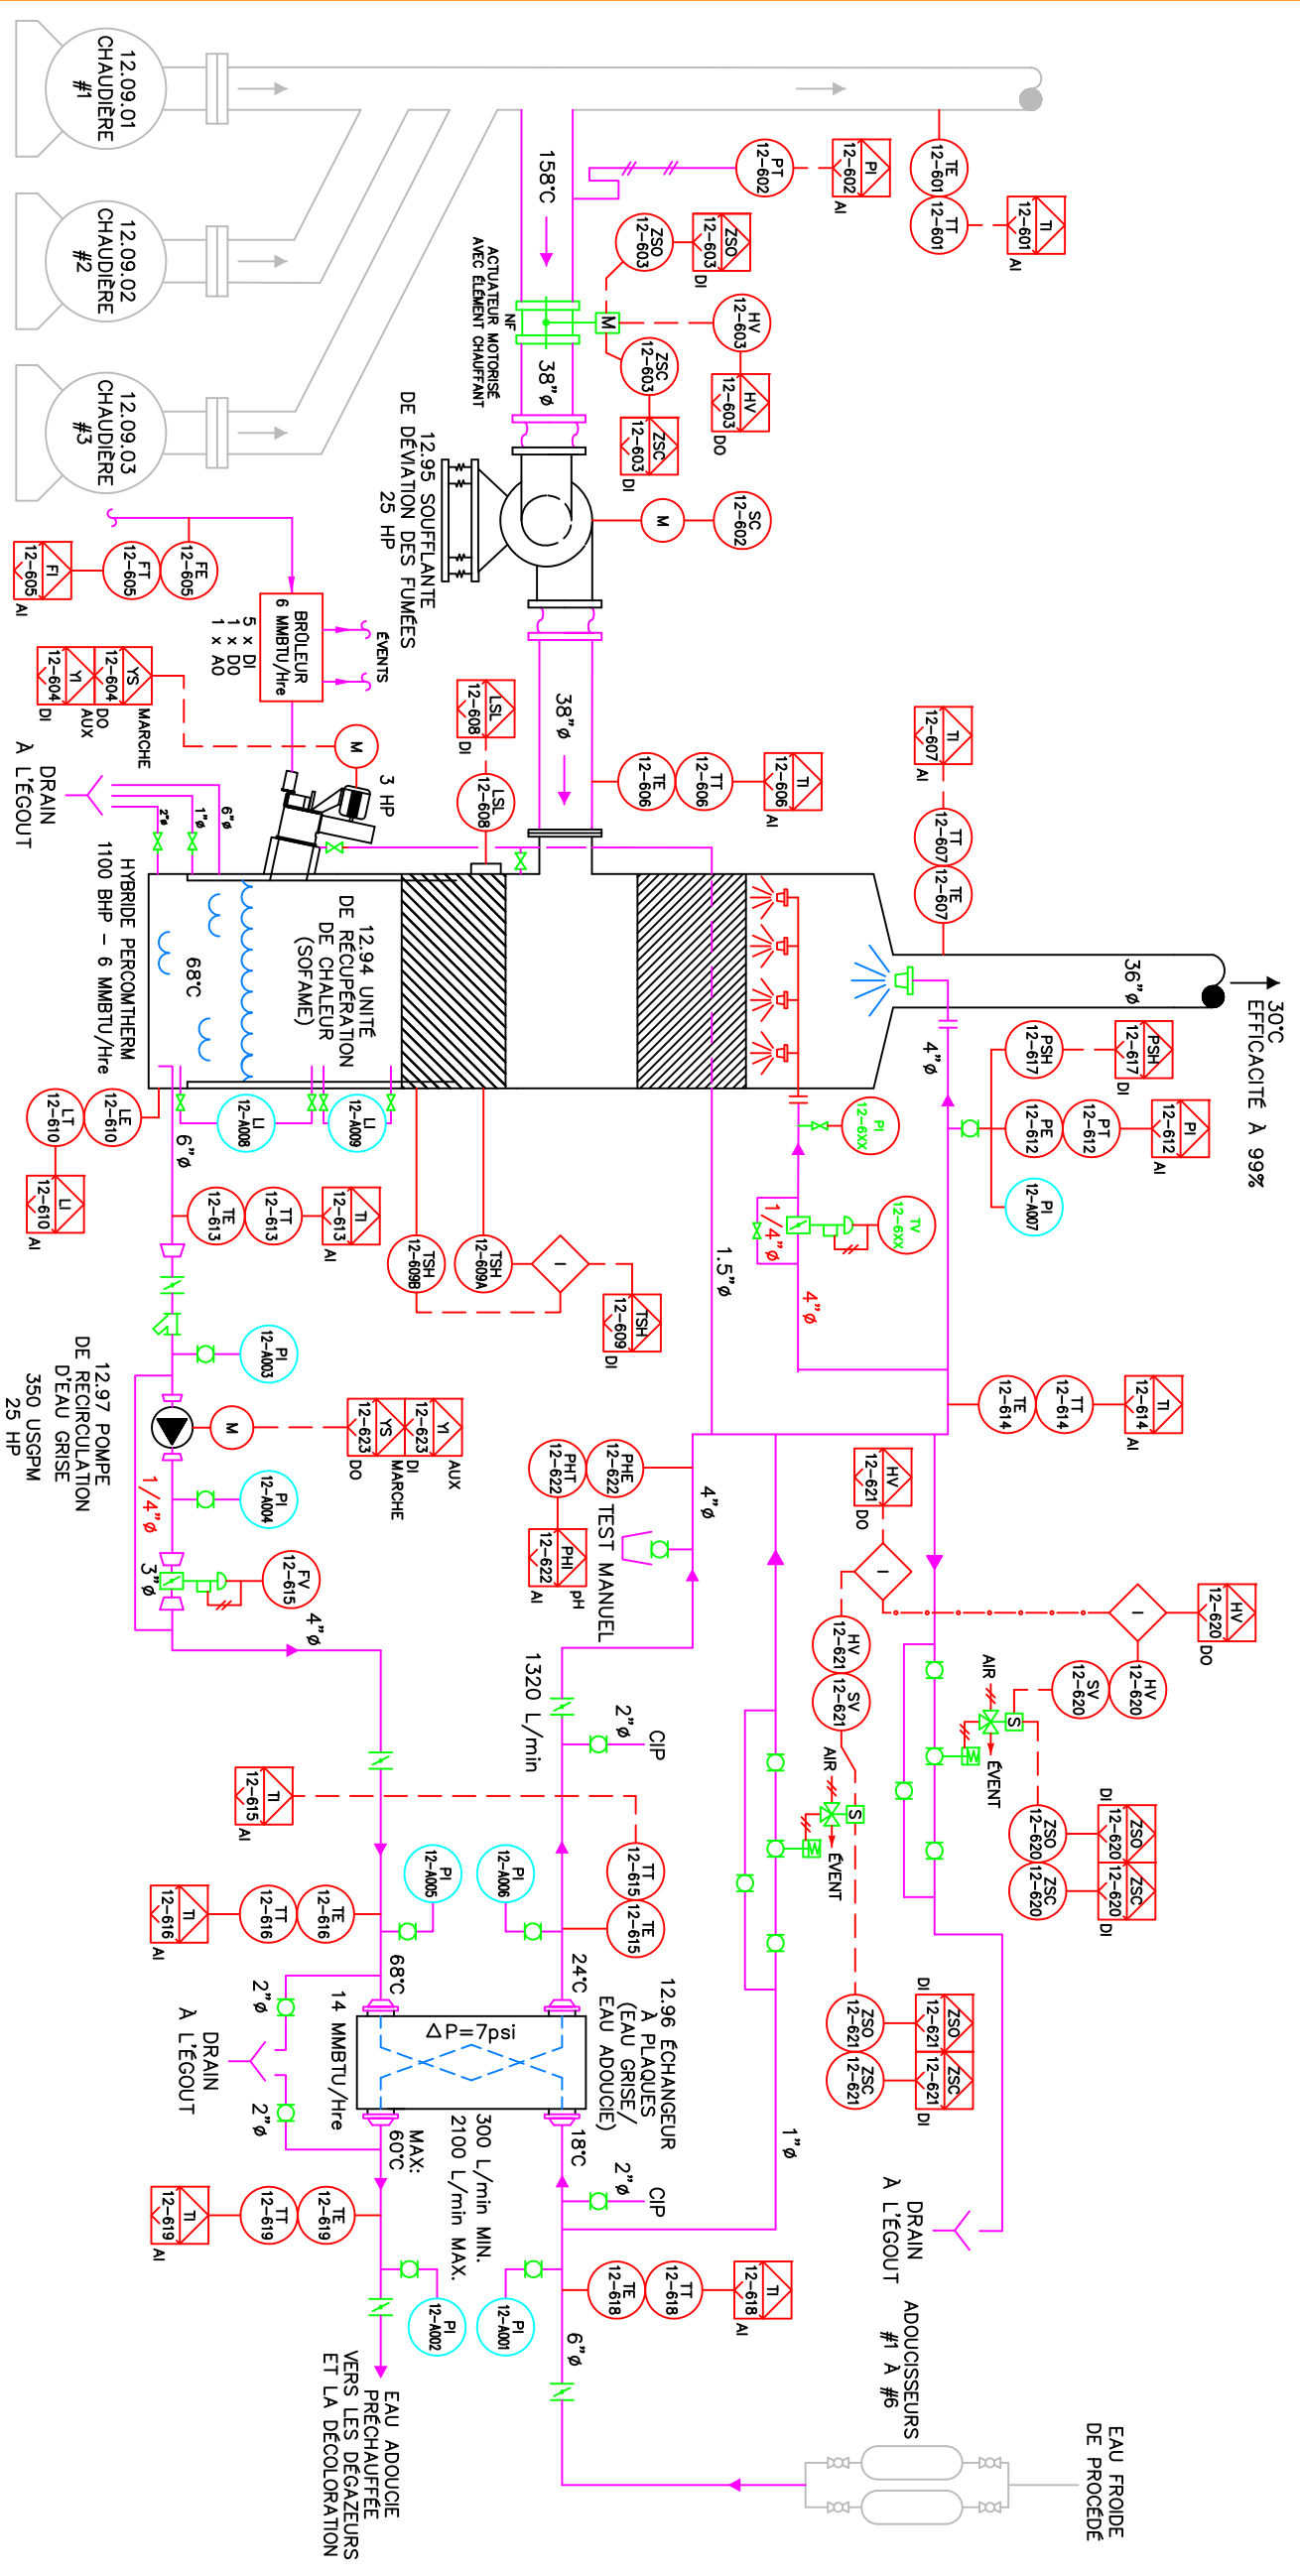 12.09.01
CHAUDIÈRE
#1
12.09.02
CHAUDIÈRE
#2
12.09.03
CHAUDIÈRE
#3
TE
12-601
TT
12-601
TI
12-601
AI
PT
12-602
PI
12-602
AI
158°C
ACTUATEUR MOTORISÉ
AVEC ÉLÉMENT CHAUFFANT
NF
M
ZSO
12-603
ZSO
12-603
DI
HV
12-603
HV
12-603
DO
ZSC
12-603
ZSC
12-603
DI
38"ø
12.95 SOUFFLANTE
DE DÉVIATION DES FUMÉES
25 HP
M
SC
12-602
FE
12-605
FT
12-605
FI
12-605
AI
BRÛLEUR
6 MMBTU/Hre
5 x DI
1 x DO
1 x AO
ÉVENTS
YS
12-604
YI
12-604
MARCHE
DO
AUX
DI
M
3 HP
DRAIN
À L'ÉGOUT
6"ø
1"ø
2"ø
LSL
12-608
DI
LSL
12-608
38"ø
TE
12-606
TT
12-606
TI
12-606
AI
TI
12-607
AI
TT
12-607
TE
12-607
HYBRIDE PERCOMTHERM
1100 BHP - 6 MMBTU/Hre
68°C
12.94 UNITÉ
DE RÉCUPÉRATION
DE CHALEUR
(SOFAME)
36"ø
30°C
EFFICACITÉ À 99%
4"ø
PSH
12-617
PSH
12-617
DI
PE
12-612
PT
12-612
PI
12-612
AI
PI
12-A007
PI
12-6XX
TV
12-6XX
1/4"ø
4"ø
1.5"ø
LE
12-610
LT
12-610
LI
12-610
AI
LI
12-A008
LI
12-A009
6"ø
TE
12-613
TT
12-613
TI
12-613
AI
TSH
12-609B
TSH
12-609A
I
TSH
12-609
DI
PI
12-A003
12.97 POMPE
DE RECIRCULATION
D'EAU GRISE
350 USGPM
25 HP
M
YI
12-623
YS
12-623
AUX
DI
MARCHE
DO
PI
12-A004
1/4"ø
3"ø
FV
12-615
4"ø
TE
12-614
TT
12-614
TI
12-614
AI
PHE
12-622
PHT
12-622
PHI
12-622
pH
AI
4"ø
TEST MANUEL
HV
12-621
DO
I
HV
12-621
SV
12-621
HV
12-620
DO
I
HV
12-620
SV
12-620
AIR
S
ÉVENT
ZSO
12-620
ZSC
12-620
DI
ZSO
12-620
ZSC
12-620
DI
AIR
S
ÉVENT
ZSO
12-621
ZSC
12-621
DI
ZSO
12-621
ZSC
12-621
DI
1320 L/min
2"ø
CIP
TI
12-615
AI
TT
12-615
TE
12-615
PI
12-A005
PI
12-A006
TE
12-616
TT
12-616
TI
12-616
AI
68°C
24°C
2"ø
DRAIN
À L'ÉGOUT
2"ø
14 MMBTU/Hre
ΔP=7psi
12.96 ÉCHANGEUR
À PLAQUES
(EAU GRISE/
EAU ADOUCIE)
300 L/min MIN.
2100 L/min MAX.
MAX:
60°C
18°C
2"ø
CIP
1"ø
TE
12-619
TT
12-619
TI
12-619
AI
PI
12-A002
PI
12-A001
TE
12-618
TT
12-618
TI
12-618
AI
6"ø
DRAIN
À L'ÉGOUT
ADOUCISSEURS
#1 À #6
EAU FROIDE
DE PROCÉDÉ
EAU ADOUCIE
PRÉCHAUFFÉE
VERS LES DÉGAZEURS
ET LA DÉCOLORATION